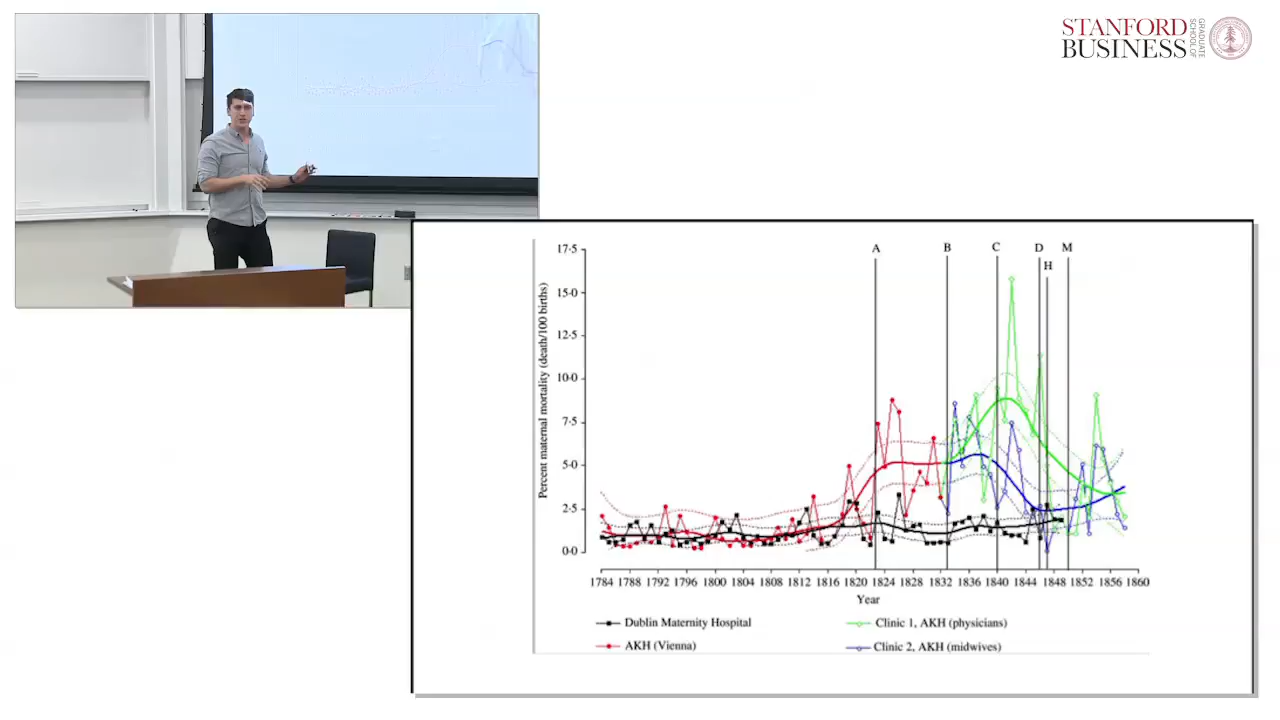 STANFORD
BUSINESS
GRADUATE
SCHOOL OF
17·5
15·0
12·5
10·0
7·5
5·0
2·5
0·0
Percent maternal mortality (death/100 births)
A
B
C
D
M
H
1784 1788 1792 1796 1800 1804 1808 1812 1816 1820 1824 1828 1832 1836 1840 1844 1848 1852 1856 1860
Year
Dublin Maternity Hospital
AKH (Vienna)
Clinic 1, AKH (physicians)
Clinic 2, AKH (midwives)